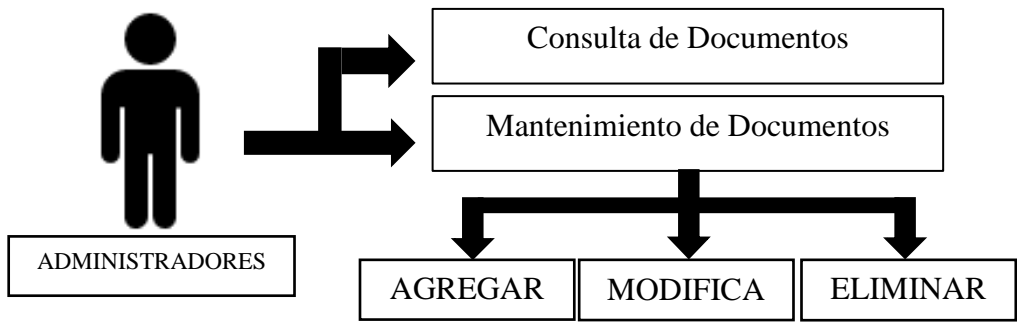 Consulta de Documentos
Mantenimiento de Documentos
ADMINISTRADORES
AGREGAR
MODIFICA
ELIMINAR